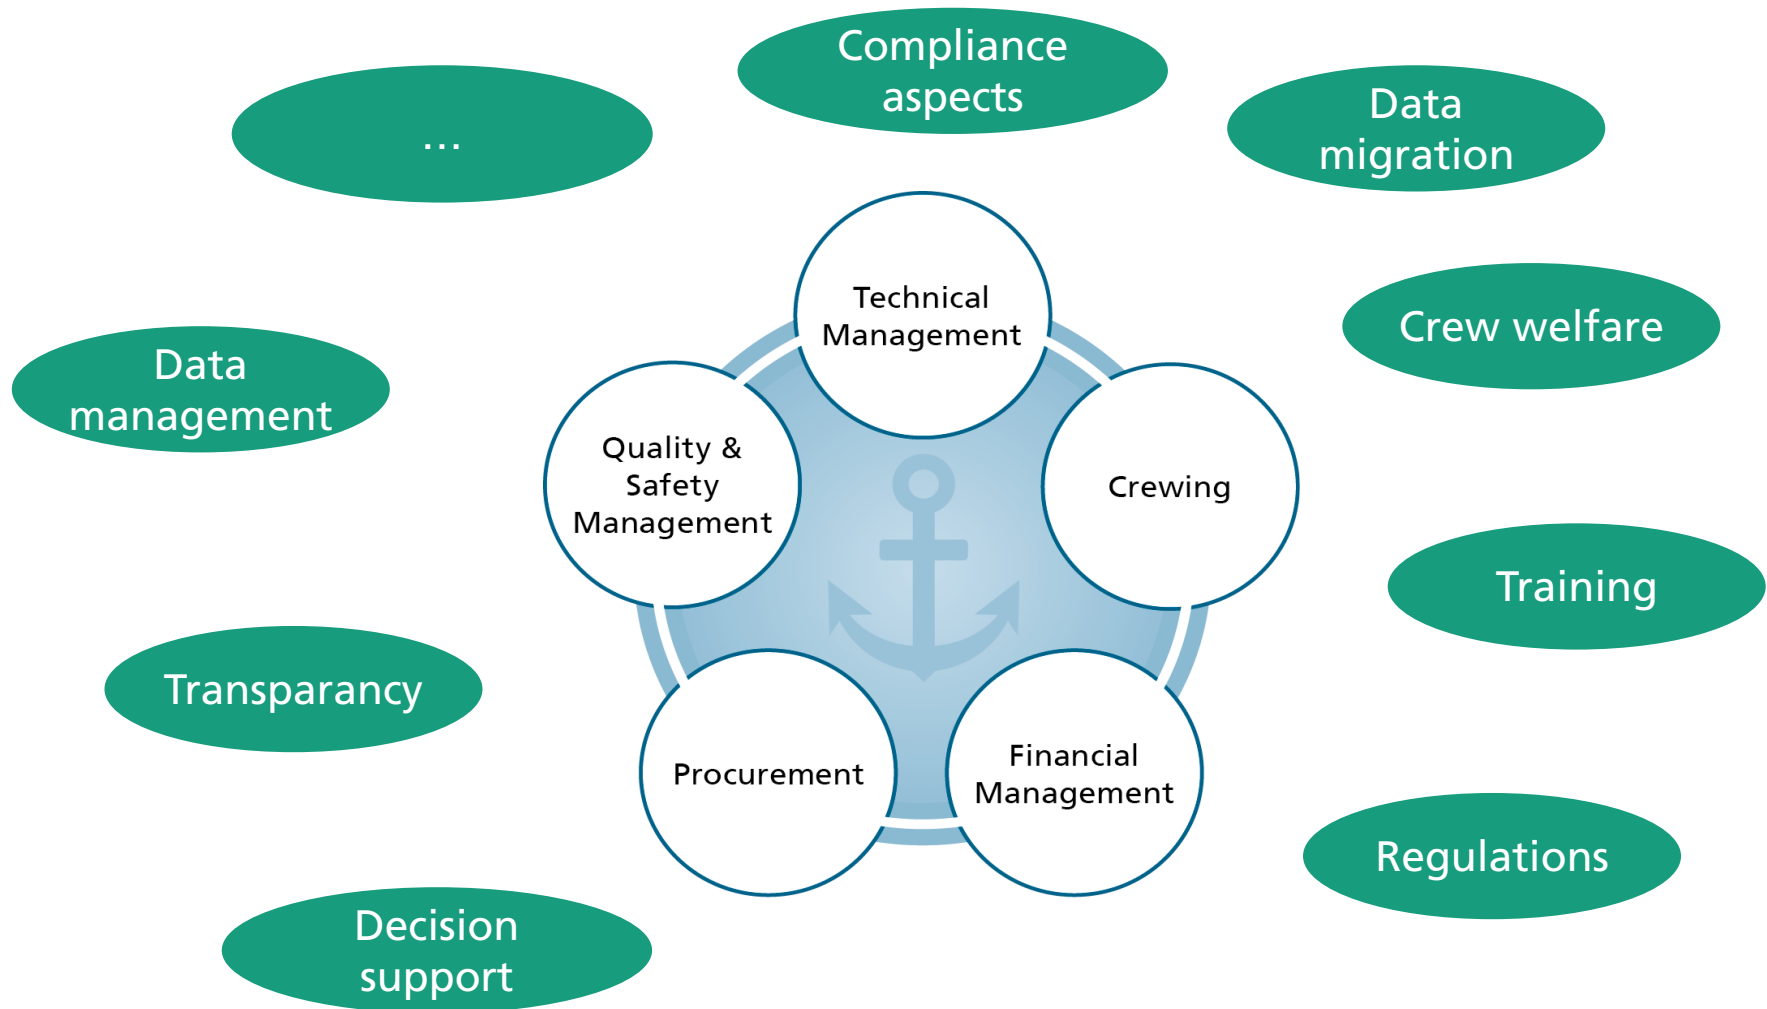 Compliance
aspects
...
Data
migration
Technical
Management
Crew welfare
Data
management
Quality &
Safety
Management
Crewing
Training
Transparancy
Procurement
Financial
Management
Regulations
Decision
support